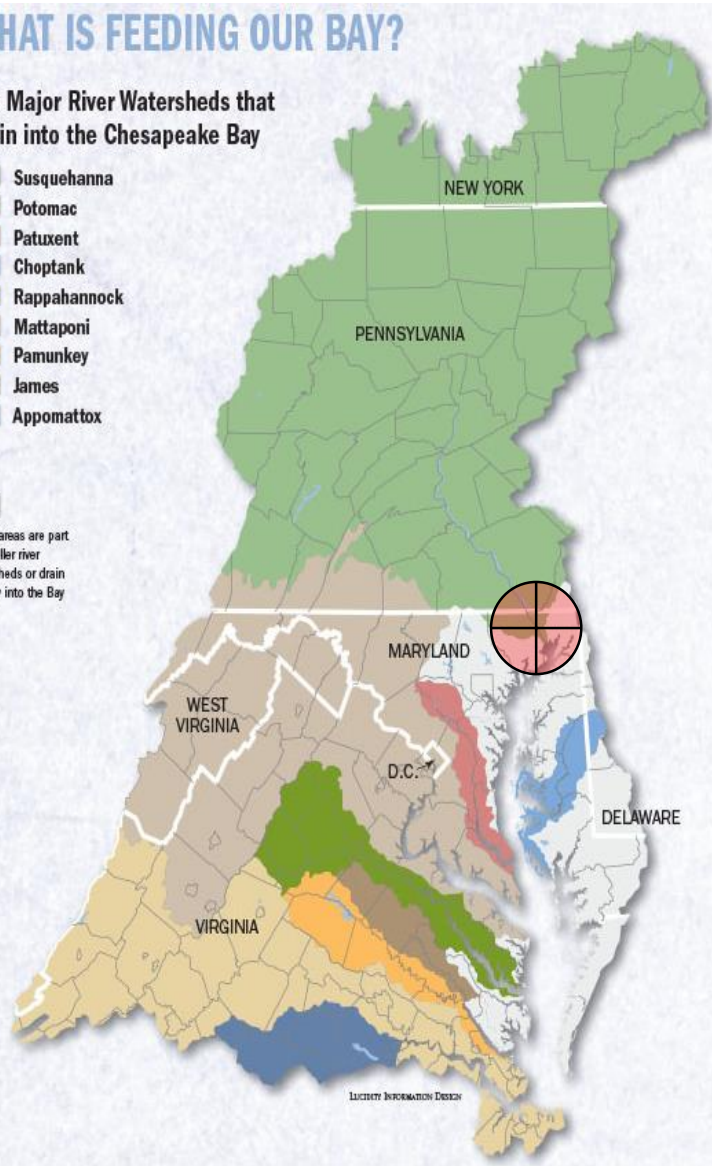 HAT IS FEEDING OUR BAY?
Major River Watersheds that
in into the Chesapeake Bay
Susquehanna
Potomac
Patuxent
Choptank
Rappahannock
Mattaponi
Pamunkey
James
Appomattox
areas are part
ller river
heds or drain
into the Bay
NEW YORK
PENNSYLVANIA
MARYLAND
WEST
VIRGINIA
D.C.
DELAWARE
VIRGINIA
LUCIDITY INFORMATION DESIGN